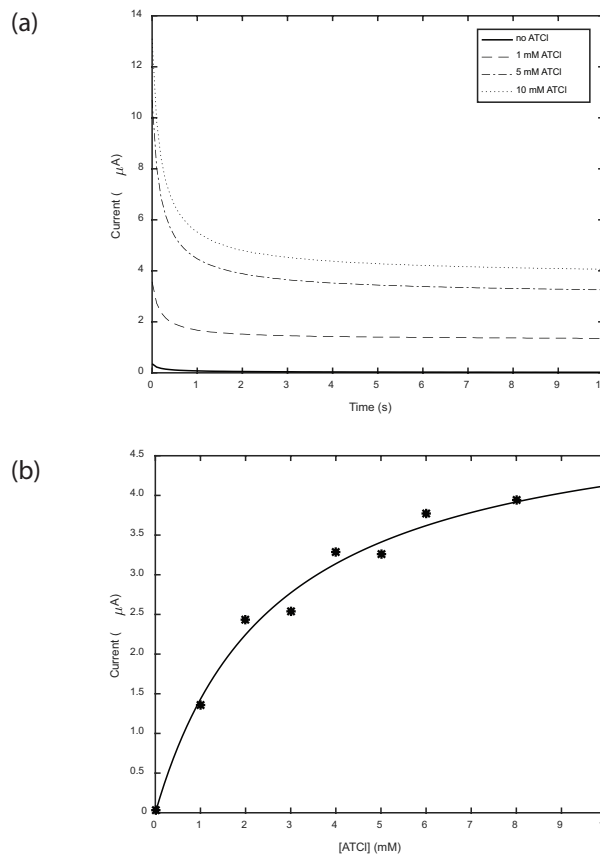 (a)
14
12
10
8
6
4
2
0
Current ( μA)
0 1 2 3 4 5 6 7 8 9 10
Time (s)
no ATCl
1 mM ATCl
5 mM ATCl
10 mM ATCl
(b)
4.5
4.0
3.5
3.0
2.5
2.0
1.5
1.0
0.5
0
Current ( μA)
0 1 2 3 4 5 6 7 8 9 10
[ATCl] (mM)